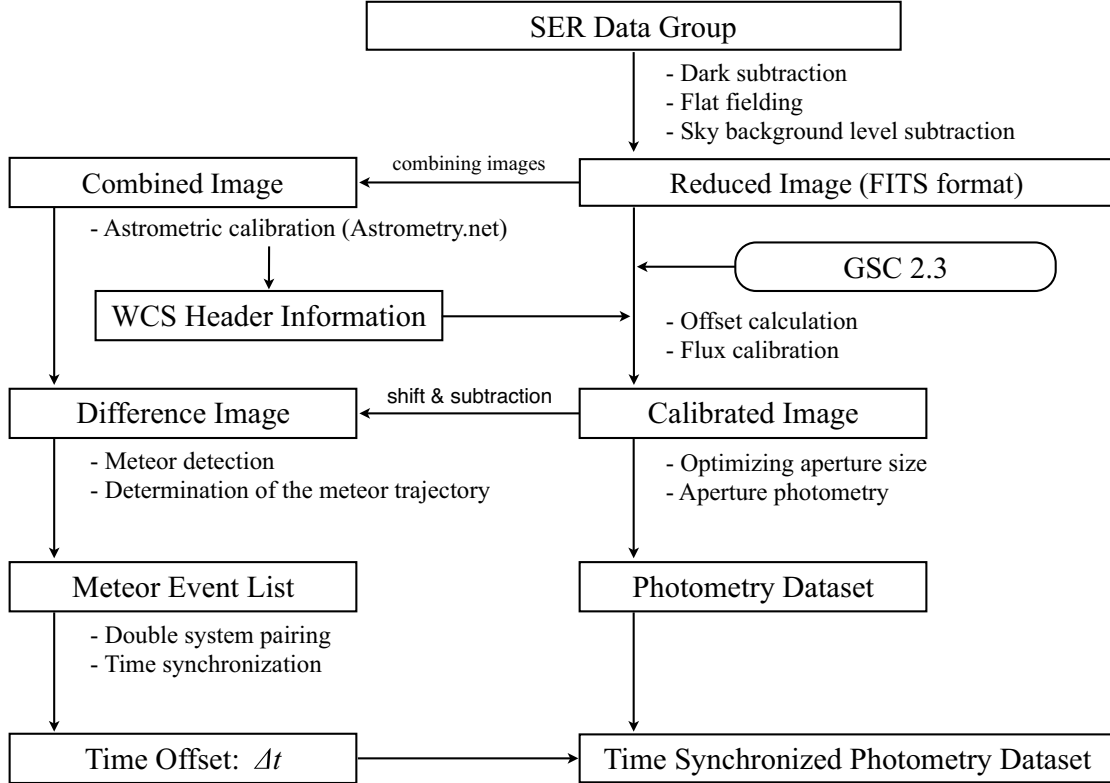 SER Data Group
- Dark subtraction
- Flat fielding
- Sky background level subtraction
combining images
Combined Image
Reduced Image (FITS format)
- Astrometric calibration (Astrometry.net)
GSC 2.3
WCS Header Information
- Offset calculation
- Flux calibration
shift & subtraction
Difference Image
Calibrated Image
- Meteor detection
- Determination of the meteor trajectory
- Optimizing aperture size
- Aperture photometry
Meteor Event List
Photometry Dataset
- Double system pairing
- Time synchronization
Time Offset: Δt
Time Synchronized Photometry Dataset